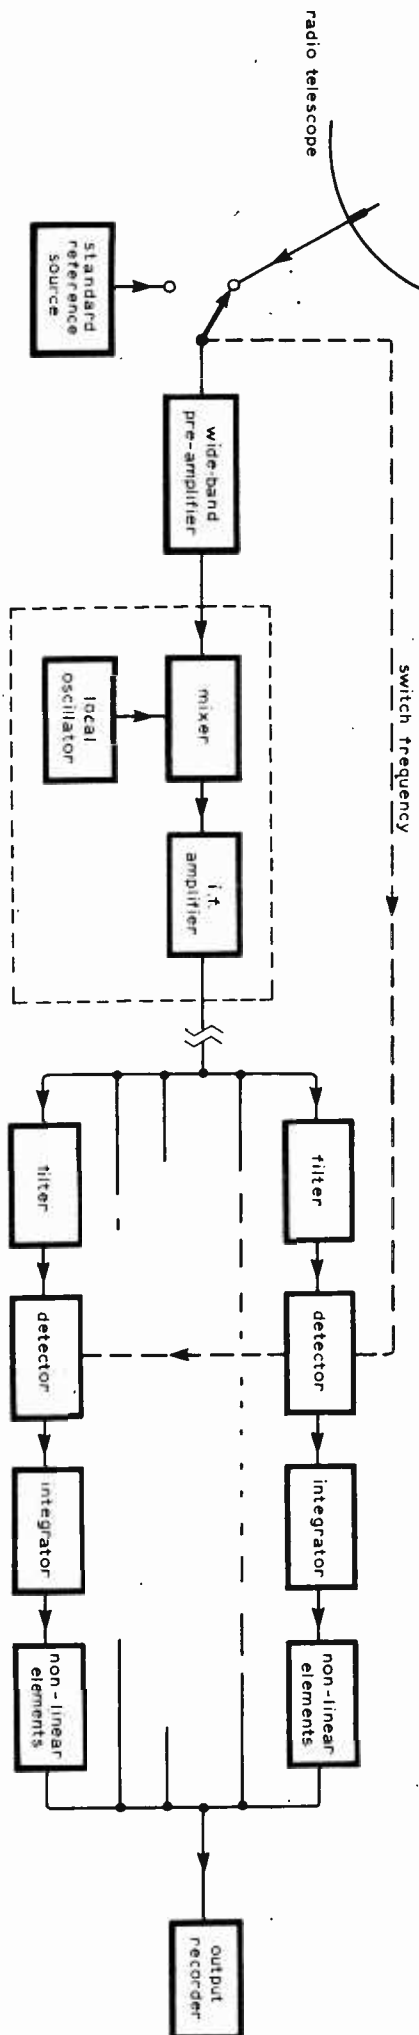 radio telescope
standard
reference
source
switch frequency
wide-band
pre-amplifier
mixer
local
oscillator
i.f.
amplifier
filter
detector
integrator
non-linear
elements
filter
detector
integrator
non-linear
elements
output
recorder